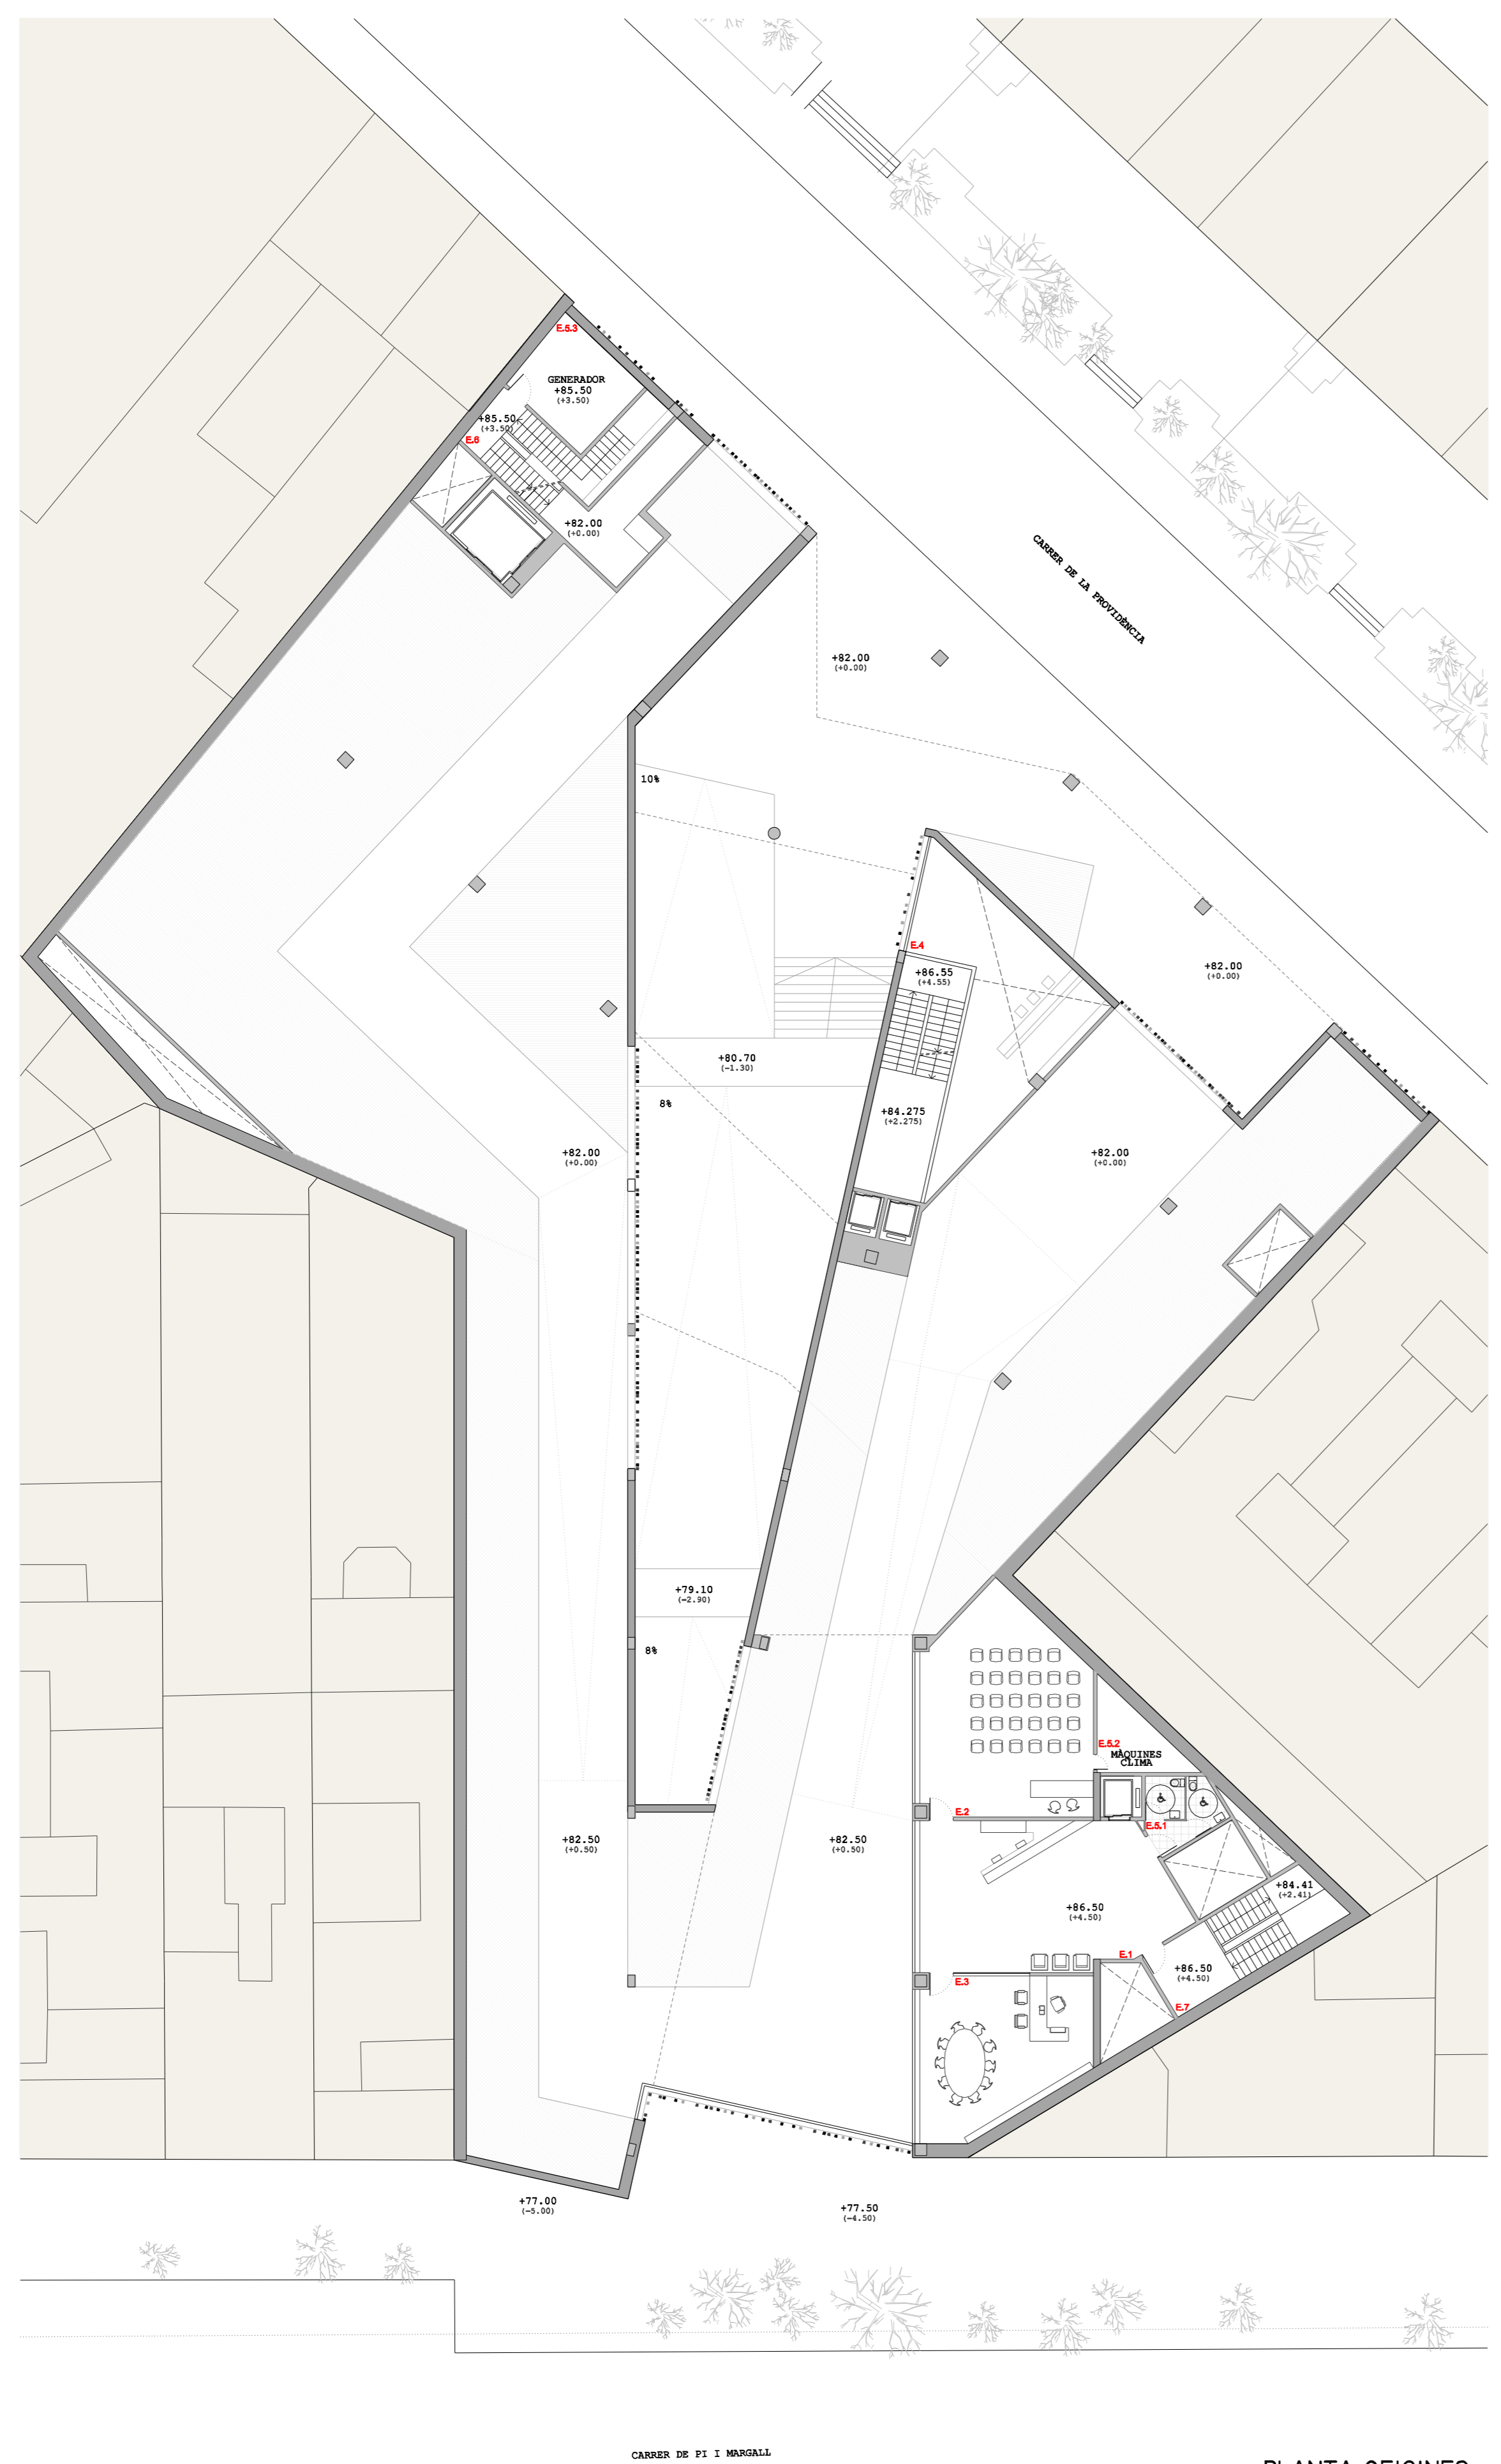 E.5.3
GENERADOR
+85.50
(+3.50)
+85.50
(+3.50)
E.6
+82.00
(+0.00)
CARRER DE LA PROVIDÈNCIA
+82.00
(+0.00)
10%
E.4
+86.55
(+4.55)
+82.00
(+0.00)
+80.70
(-1.30)
8%
+84.275
(+2.275)
+82.00
(+0.00)
+82.00
(+0.00)
+79.10
(-2.90)
8%
E.5.2
MÀQUINES
CLIMA
E.2
E.5.1
+82.50
(+0.50)
+82.50
(+0.50)
+84.41
(+2.41)
+86.50
(+4.50)
E.1
+86.50
(+4.50)
E.3
E.7
+77.00
(-5.00)
+77.50
(-4.50)
CARRER DE PI I MARGALL
PLANTA OFICINES